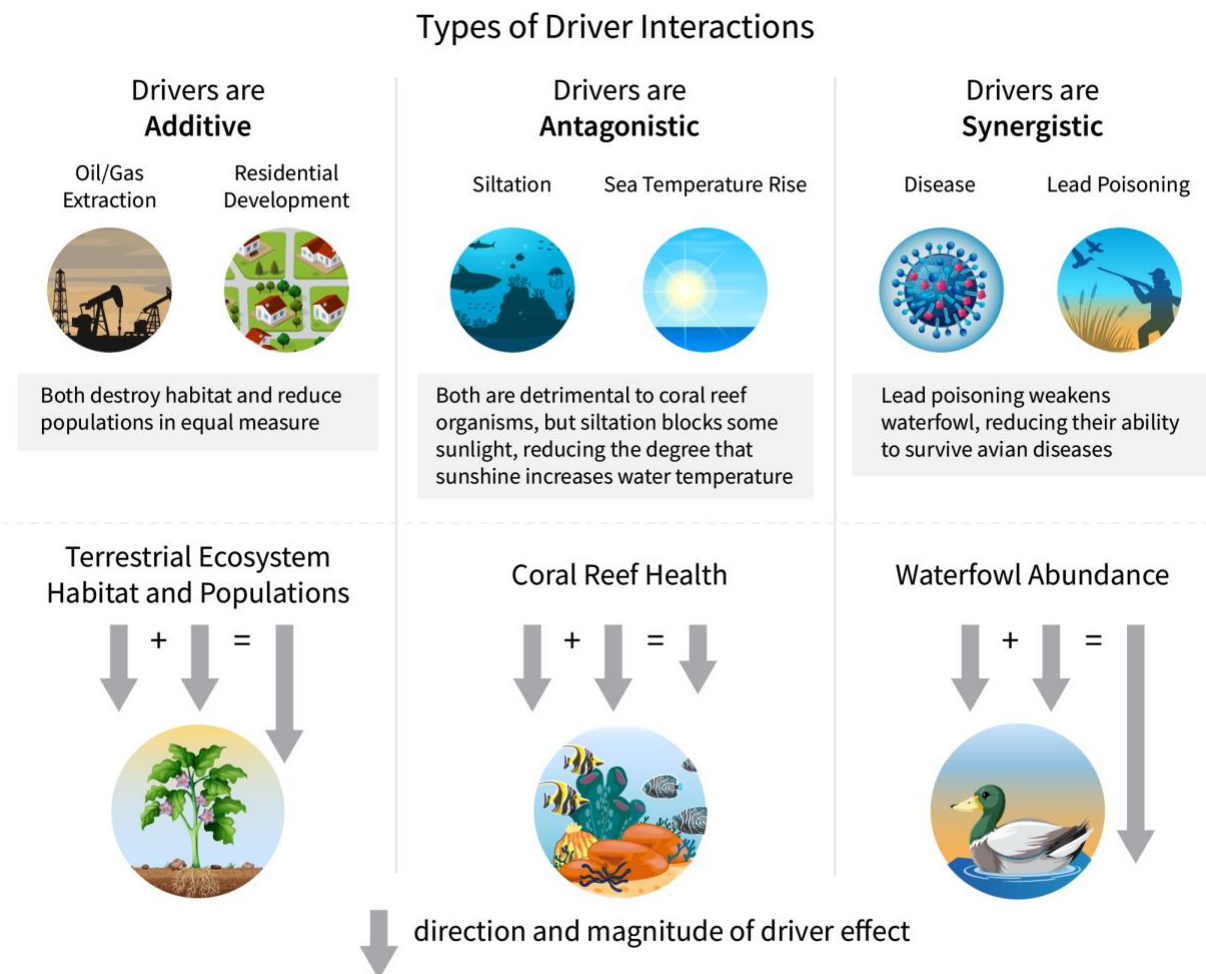 Types of Driver Interactions
Drivers are
Additive
Oil/Gas
Extraction
Residential
Development
Both destroy habitat and reduce
populations in equal measure
Drivers are
Antagonistic
Siltation
Sea Temperature Rise
Both are detrimental to coral reef
organisms, but siltation blocks some
sunlight, reducing the degree that
sunshine increases water temperature
Drivers are
Synergistic
Disease
Lead Poisoning
Lead poisoning weakens
waterfowl, reducing their ability
to survive avian diseases
Terrestrial Ecosystem
Habitat and Populations
+ =
Coral Reef Health
+ =
Waterfowl Abundance
+ =
direction and magnitude of driver effect